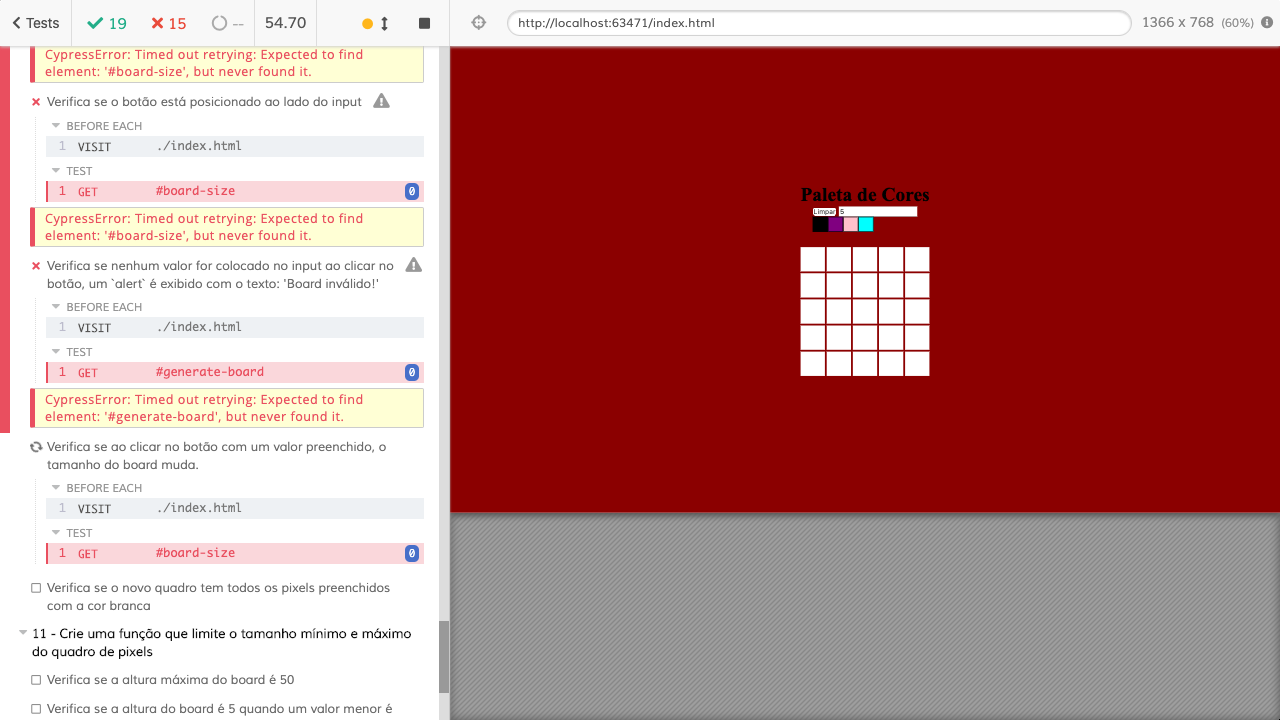 Tests 19 15 -- 54.70 http://localhost:63471/index.html 1366 x 768 (60%)
CypressError: Timed out retrying: Expected to find
element: '#board-size', but never found it.
Verifica se o botão está posicionado ao lado do input
BEFORE EACH
1 VISIT ./index.html
TEST
1 GET #board-size 0
CypressError: Timed out retrying: Expected to find
element: '#board-size', but never found it.
Verifica se nenhum valor for colocado no input ao clicar no
botão, um `alert` é exibido com o texto: 'Board inválido!'
BEFORE EACH
1 VISIT ./index.html
TEST
1 GET #generate-board 0
CypressError: Timed out retrying: Expected to find
element: '#generate-board', but never found it.
Verifica se ao clicar no botão com um valor preenchido, o
tamanho do board muda.
BEFORE EACH
1 VISIT ./index.html
TEST
1 GET #board-size 0
Verifica se o novo quadro tem todos os pixels preenchidos
com a cor branca
11 - Crie uma função que limite o tamanho mínimo e máximo
do quadro de pixels
Verifica se a altura máxima do board é 50
Verifica se a altura do board é 5 quando um valor menor é
Paleta de Cores
Limpar 5